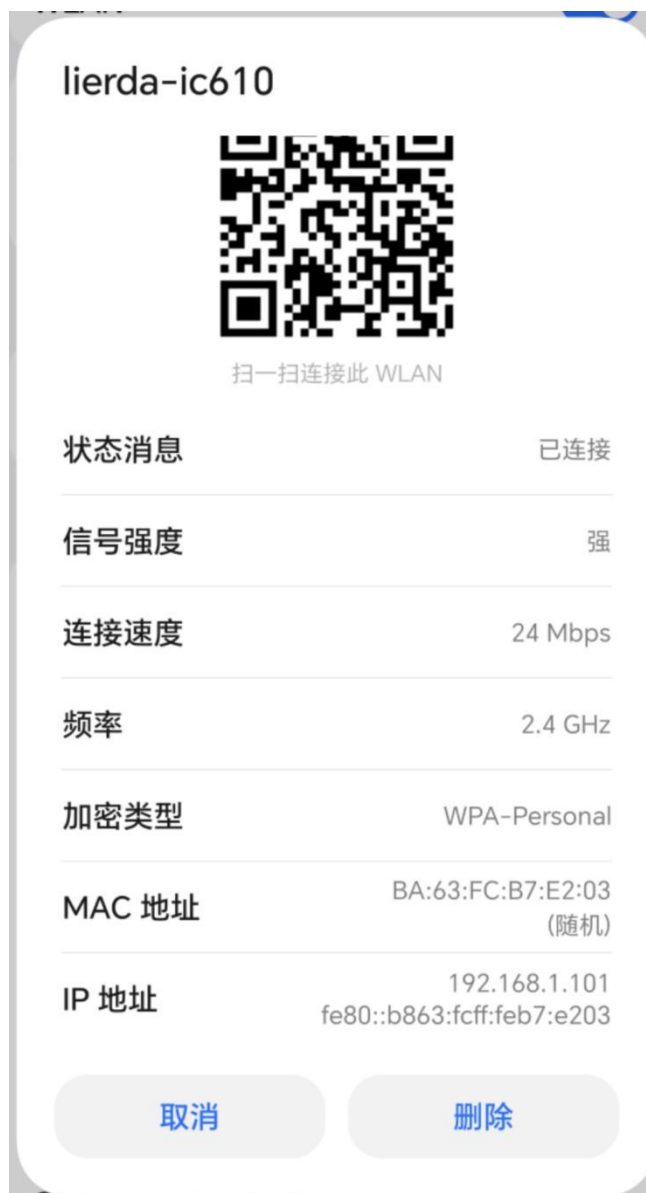 lierda-ic610
扫一扫连接此 WLAN
状态消息
已连接
信号强度
强
连接速度
24 Mbps
频率
2.4 GHz
加密类型
WPA-Personal
MAC 地址
BA:63:FC:B7:E2:03
(随机)
IP 地址
192.168.1.101
fe80::b863:fcff:feb7:e203
取消
删除